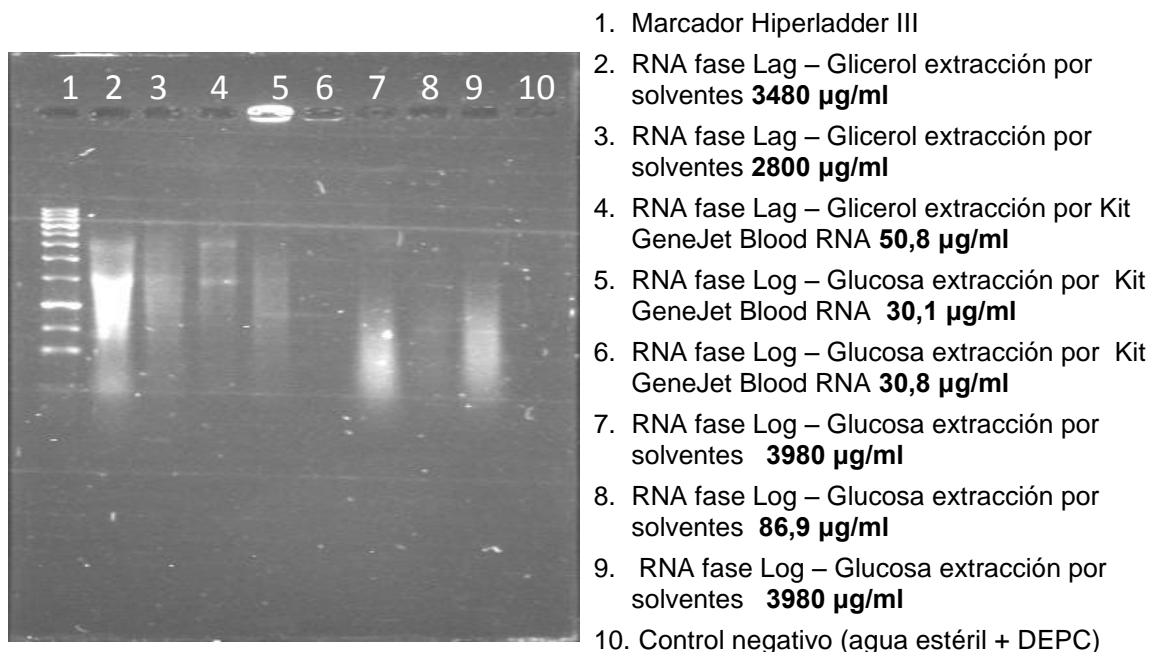 1 2 3 4 5 6 7 8 9 10
1. Marcador Hiperladder III
2. RNA fase Lag – Glicerol extracción por
solventes 3480 µg/ml
3. RNA fase Lag – Glicerol extracción por
solventes 2800 µg/ml
4. RNA fase Lag – Glicerol extracción por Kit
GeneJet Blood RNA 50,8 µg/ml
5. RNA fase Log – Glucosa extracción por Kit
GeneJet Blood RNA 30,1 µg/ml
6. RNA fase Log – Glucosa extracción por Kit
GeneJet Blood RNA 30,8 µg/ml
7. RNA fase Log – Glucosa extracción por
solventes 3980 µg/ml
8. RNA fase Log – Glucosa extracción por
solventes 86,9 µg/ml
9. RNA fase Log – Glucosa extracción por
solventes 3980 µg/ml
10. Control negativo (agua estéril + DEPC)